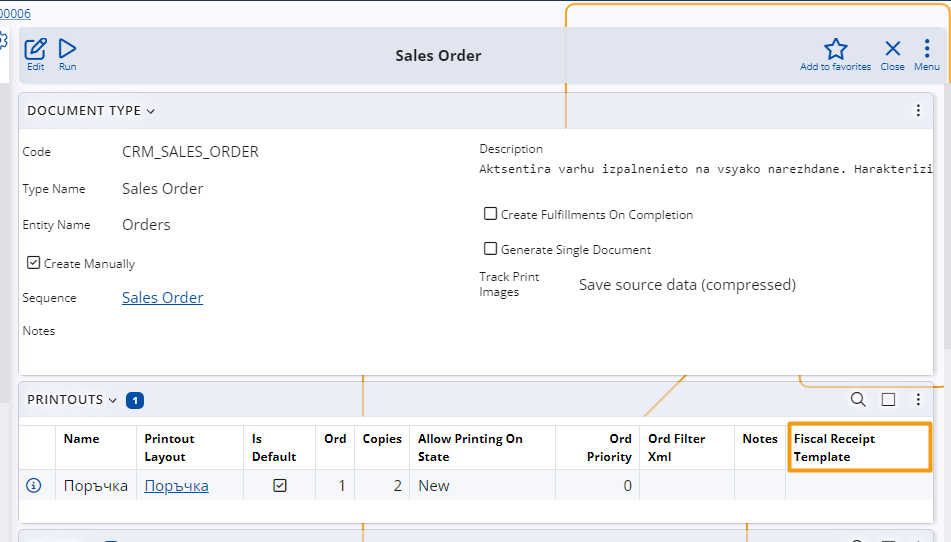 00006
Edit
Run
Sales Order
Add to favorites
Close
Menu
DOCUMENT TYPE
Code
CRM_SALES_ORDER
Type Name
Sales Order
Entity Name
Orders
Create Manually
Sequence
Sales Order
Notes
Description
Aktsentira varhu izpalnenieto na vsyako narezhdane. Harakterizi
Create Fulfillments On Completion
Generate Single Document
Track Print
Images
Save source data (compressed)
PRINTOUTS 1
Name
Printout
Layout
Is
Default
Ord
Copies
Allow Printing On
State
Ord
Priority
Ord Filter
Xml
Notes
Fiscal Receipt
Template
Поръчка Поръчка 1 2 New 0